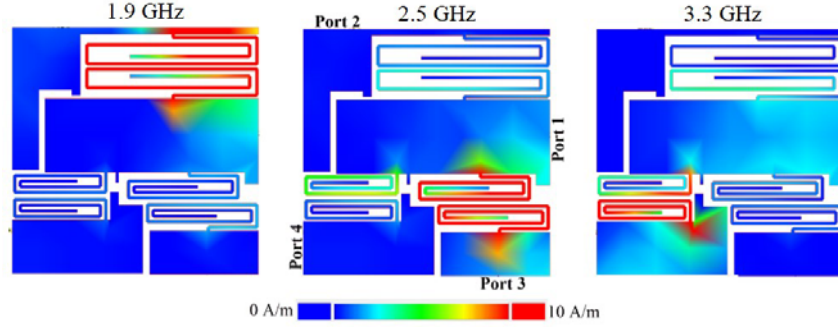 1.9 GHz
2.5 GHz
3.3 GHz
Port 2
Port 1
Port 4
Port 3
0 A/m
10 A/m